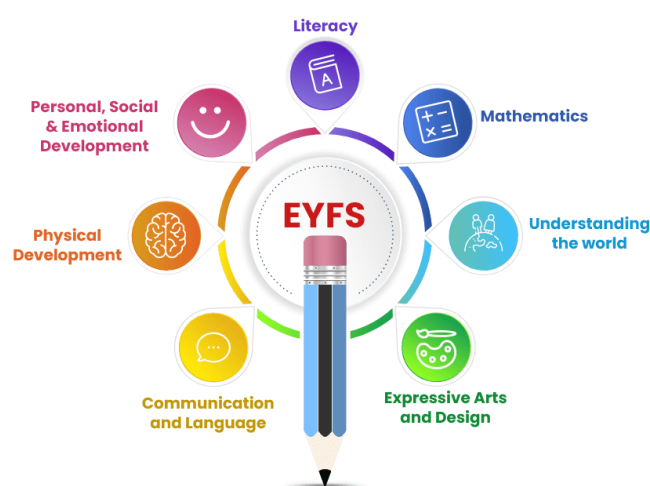 Literacy
Personal, Social
& Emotional
Development
Mathematics
EYFS
Understanding
the world
Physical
Development
Communication
and Language
Expressive Arts
and Design
A